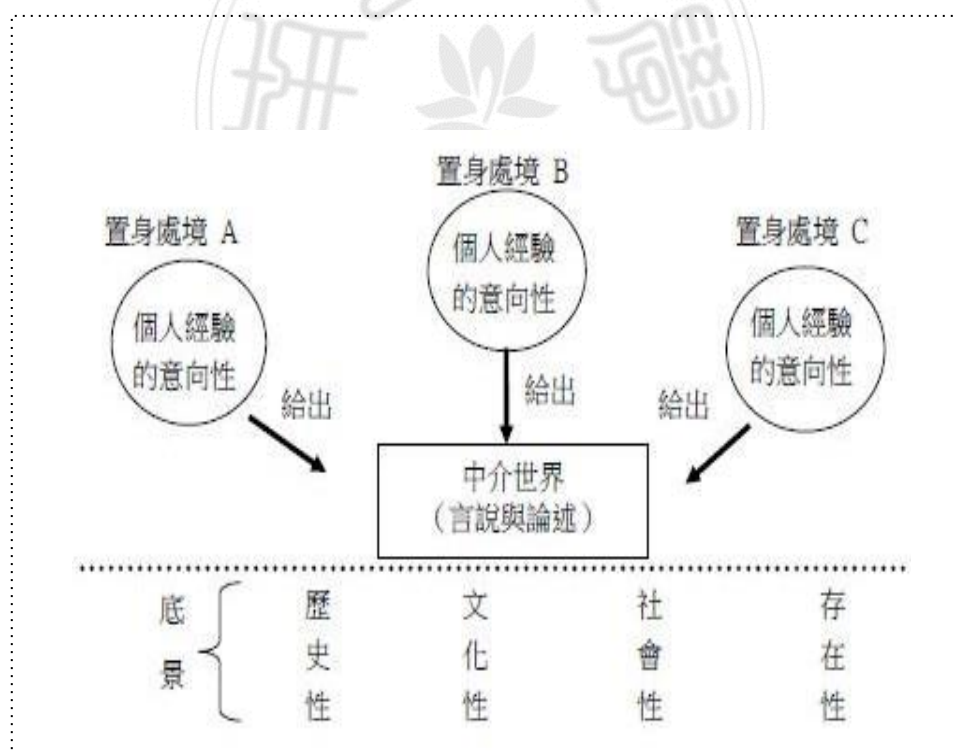 置身處境 B
置身處境 A
置身處境 C
個人經驗
的意向性
個人經驗
的意向性
個人經驗
的意向性
給出
給出
給出
中介世界
（言說與論述）
底景
歷史性
文化性
社會性
存在性